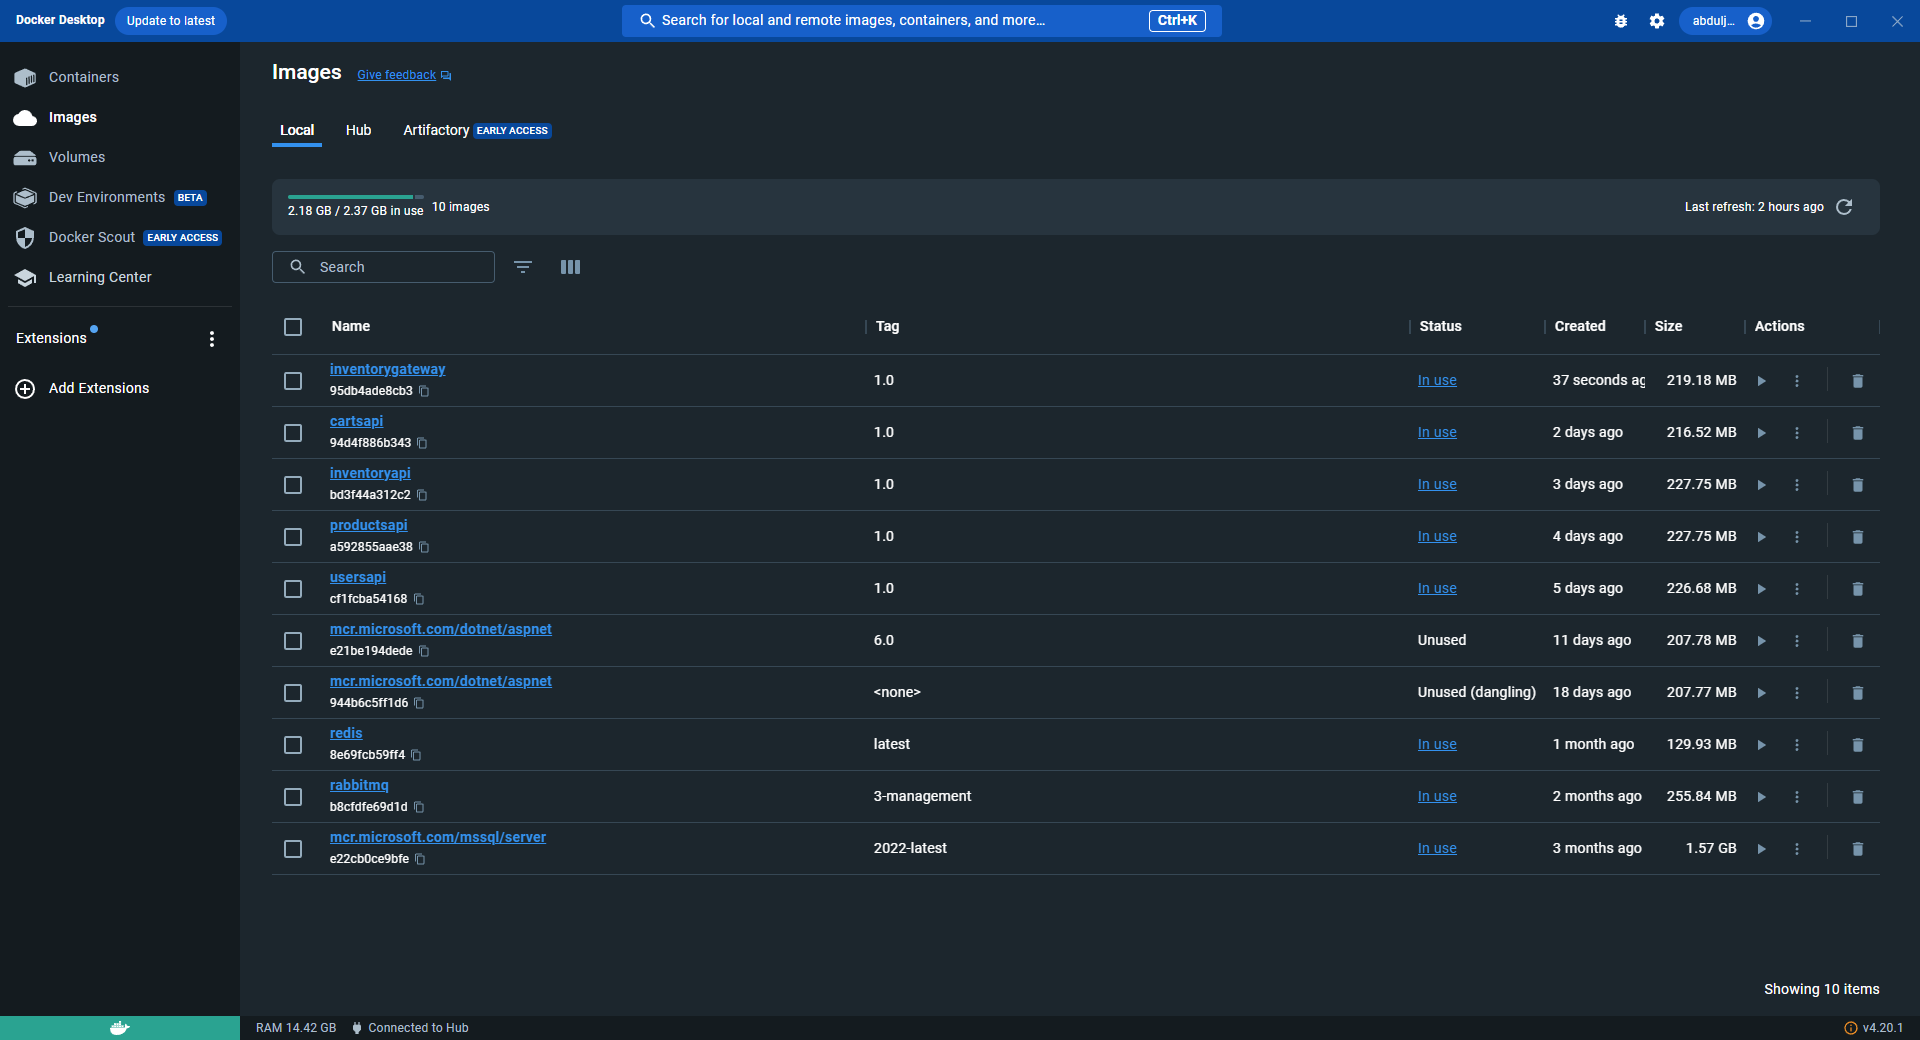 Docker Desktop Update to latest Search for local and remote images, containers, and more... Ctrl+K abdulj...
Containers
Images
Volumes
Dev Environments BETA
Docker Scout EARLY ACCESS
Learning Center
Extensions
Add Extensions
Images Give feedback
Local Hub Artifactory EARLY ACCESS
2.18 GB / 2.37 GB in use 10 images Last refresh: 2 hours ago
Search
Name Tag Status Created Size Actions
inventorygateway
95db4ade8cb3
1.0 In use 37 seconds ag 219.18 MB
cartsapi
94d4f886b343
1.0 In use 2 days ago 216.52 MB
inventoryapi
bd3f44a312c2
1.0 In use 3 days ago 227.75 MB
productsapi
a592855aae38
1.0 In use 4 days ago 227.75 MB
usersapi
cf1fcba54168
1.0 In use 5 days ago 226.68 MB
mcr.microsoft.com/dotnet/aspnet
e21be194dede
6.0 Unused 11 days ago 207.78 MB
mcr.microsoft.com/dotnet/aspnet
944b6c5ff1d6
<none> Unused (dangling) 18 days ago 207.77 MB
redis
8e69fcb59ff4
latest In use 1 month ago 129.93 MB
rabbitmq
b8cfdfe69d1d
3-management In use 2 months ago 255.84 MB
mcr.microsoft.com/mssql/server
e22cb0ce9bfe
2022-latest In use 3 months ago 1.57 GB
Showing 10 items
RAM 14.42 GB Connected to Hub v4.20.1